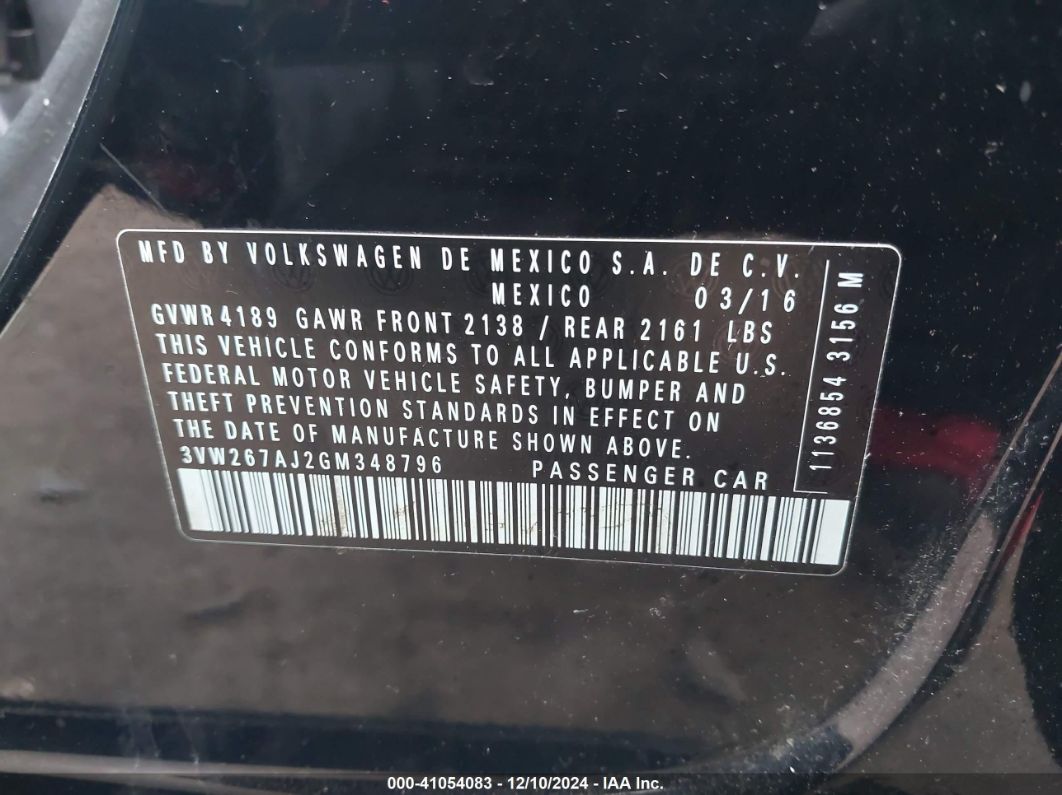 MFD BY VOLKSWAGEN DE MEXICO S.A. DE C.V.
MEXICO 03/16
GVWR 4189 GAWR FRONT 2138 / REAR 2161 LBS
THIS VEHICLE CONFORMS TO ALL APPLICABLE U.S.
FEDERAL MOTOR VEHICLE SAFETY, BUMPER AND
THEFT PREVENTION STANDARDS IN EFFECT ON
THE DATE OF MANUFACTURE SHOWN ABOVE.
3VW267AJ2GM348796 PASSENGER CAR
1136854 3156 M
000-41054083 - 12/10/2024 - IAA Inc.